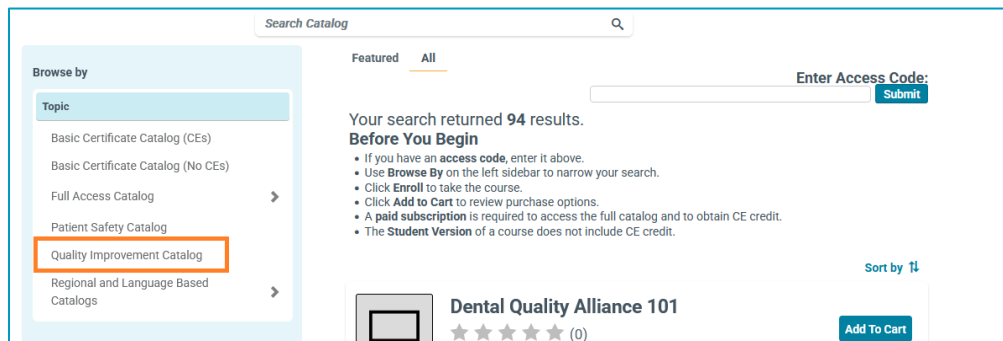 Search Catalog
Browse by
Topic
Basic Certificate Catalog (CEs)
Basic Certificate Catalog (No CEs)
Full Access Catalog
Patient Safety Catalog
Quality Improvement Catalog
Regional and Language Based
Catalogs
Featured All
Enter Access Code:
Submit
Your search returned 94 results.
Before You Begin
• If you have an access code, enter it above.
• Use Browse By on the left sidebar to narrow your search.
• Click Enroll to take the course.
• Click Add to Cart to review purchase options.
• A paid subscription is required to access the full catalog and to obtain CE credit.
• The Student Version of a course does not include CE credit.
Sort by
Dental Quality Alliance 101
(0)
Add To Cart